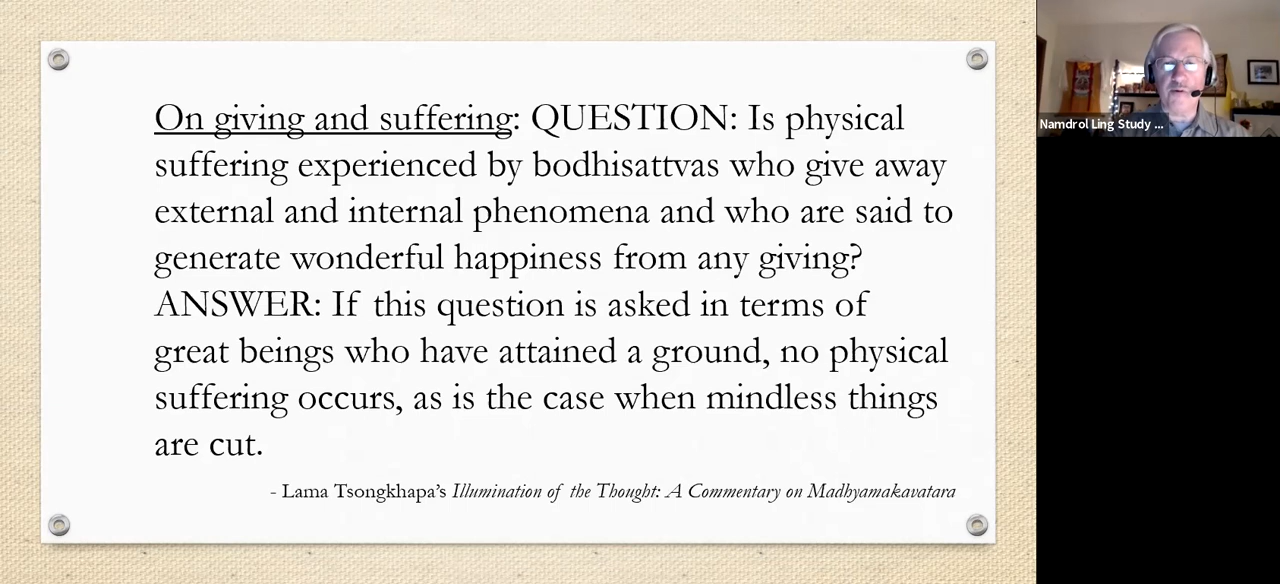 On giving and suffering: QUESTION: Is physical
suffering experienced by bodhisattvas who give away
external and internal phenomena and who are said to
generate wonderful happiness from any giving?
ANSWER: If this question is asked in terms of
great beings who have attained a ground, no physical
suffering occurs, as is the case when mindless things
are cut.
- Lama Tsongkhapa’s Illumination of the Thought: A Commentary on Madhyamakavatara
Namdrol Ling Study ...